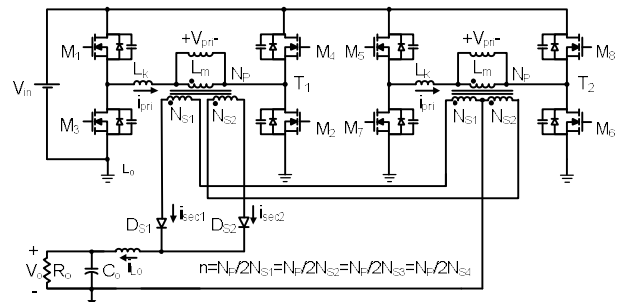 +Vpri- +Vpri-
M1 M4 M5 M8
Lk Lm NP Lk Lm NP
Vin T1 T2
ipri ipri
M3 NS1 NS2 M2 M7 NS1 NS2 M6
Lo
isec1 isec2
DS1 DS2
+
Vo Ro Co iLo n=NP/2NS1=NP/2NS2=NP/2NS3=NP/2NS4
-